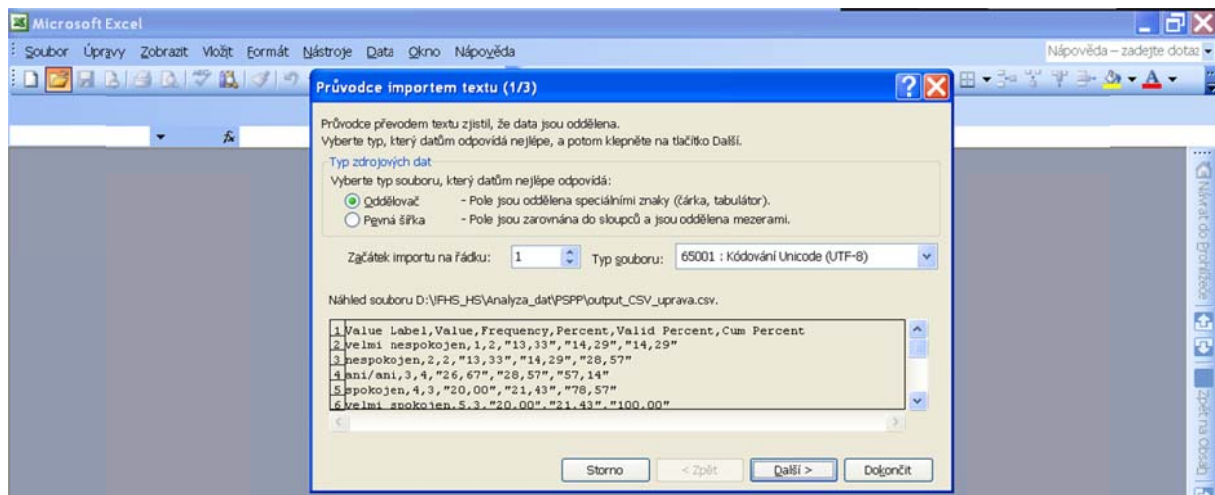 Microsoft Excel
Soubor Úpravy Zobrazit Vložit Formát Nástroje Data Okno Nápověda
Nápověda – zadejte dotaz
Průvodce importem textu (1/3)
Průvodce převodem textu zjistil, že data jsou oddělena.
Vyberte typ, který datům odpovídá nejlépe, a potom klepněte na tlačítko Další.
Typ zdrojových dat
Vyberte typ souboru, který datům nejlépe odpovídá:
Oddělovač - Pole jsou oddělena speciálními znaky (čárka, tabulátor).
Pevná šířka - Pole jsou zarovnána do sloupců a jsou oddělena mezerami.
Začátek importu na řádku: 1 Typ souboru: 65001 : Kódování Unicode (UTF-8)
Náhled souboru D:\IFHS_HS\Analyza_dat\PSPP\output_CSV_uprava.csv.
1 Value Label,Value,Frequency,Percent,Valid Percent,Cum Percent
2 velmi nespokojen,1,2,"13,33","14,29","14,29"
3 nespokojen,2,2,"13,33","14,29","28,57"
4 ani/ani,3,4,"26,67","28,57","57,14"
5 spokojen,4,3,"20,00","21,43","78,57"
6 velmi spokojen,5,3,"20,00","21,43","100,00"
Storno < Zpět Další > Dokončit
Návrat do Prohlížeče
Zpět na Obsah